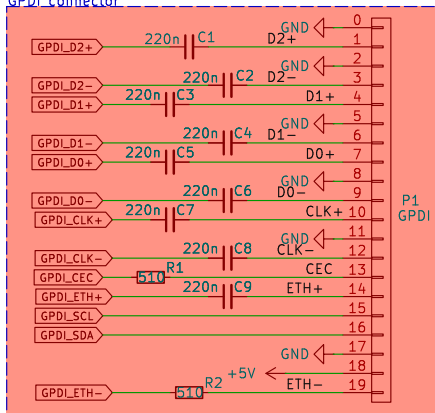 GPDI connector
GND 0
GPDI_D2+ 220n C1 D2+ 1
GND 2
GPDI_D2- 220n C2 D2- 3
GPDI_D1+ 220n C3 D1+ 4
GND 5
GPDI_D1- 220n C4 D1- 6
GPDI_D0+ 220n C5 D0+ 7
GND 8
GPDI_D0- 220n C6 D0- 9
P1
GPDI_CLK+ 220n C7 CLK+ 10
GPDI
GND 11
GPDI_CLK- 220n C8 CLK- 12
GPDI_CEC 510 R1 CEC 13
GPDI_ETH+ 220n C9 ETH+ 14
GPDI_SCL 15
GPDI_SDA 16
GND 17
+5V 18
GPDI_ETH- 510 R2 ETH- 19